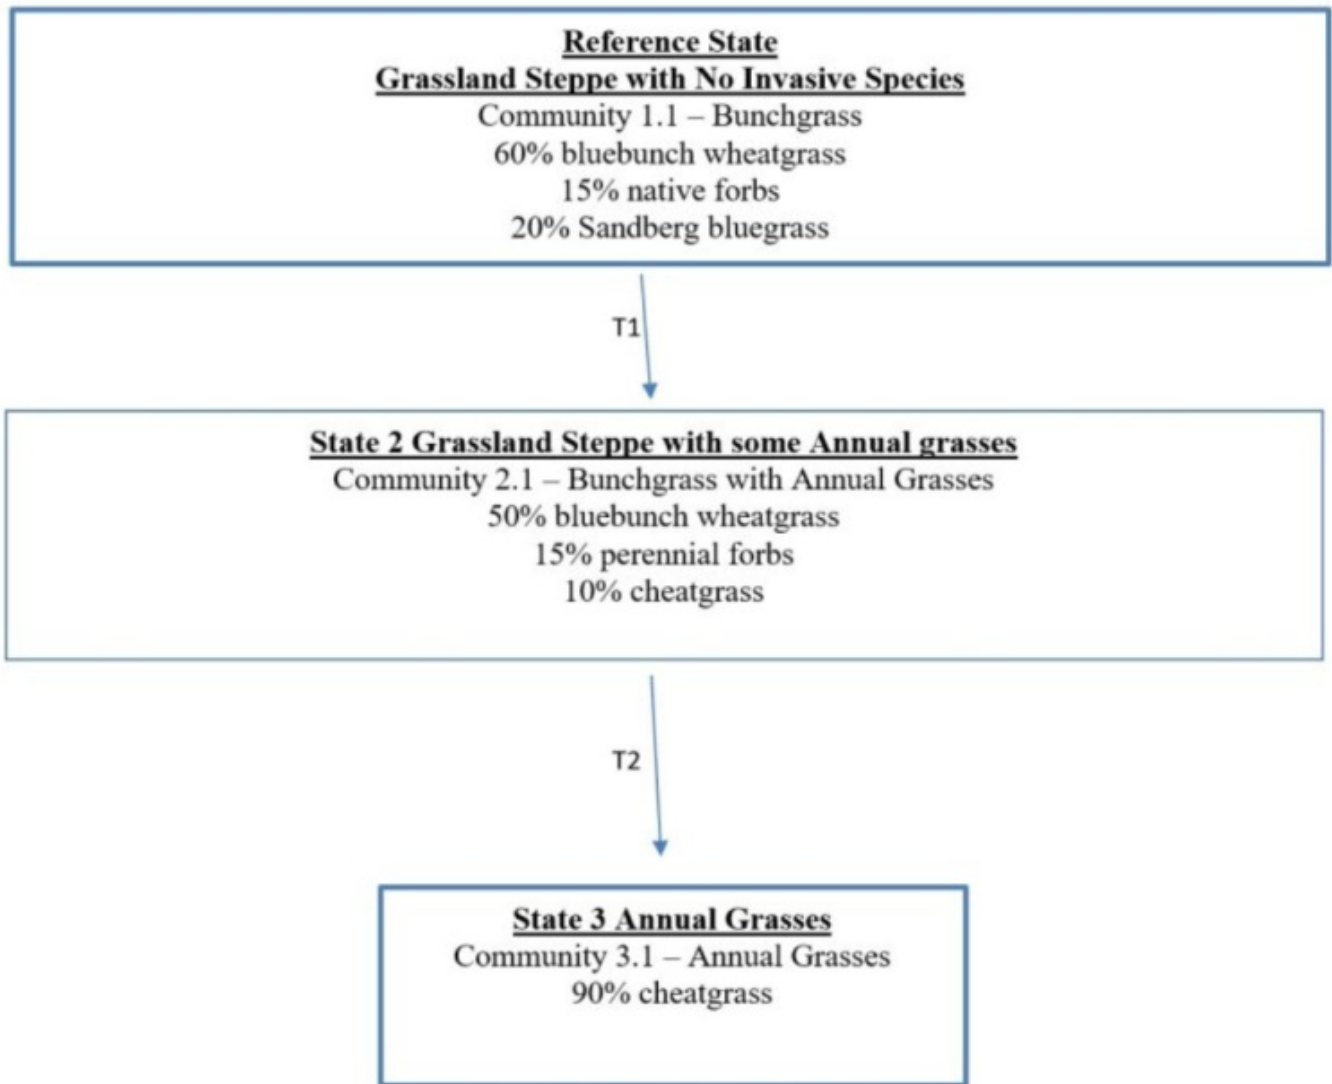 Reference State
Grassland Steppe with No Invasive Species
Community 1.1 – Bunchgrass
60% bluebunch wheatgrass
15% native forbs
20% Sandberg bluegrass
T1
State 2 Grassland Steppe with some Annual grasses
Community 2.1 – Bunchgrass with Annual Grasses
50% bluebunch wheatgrass
15% perennial forbs
10% cheatgrass
T2
State 3 Annual Grasses
Community 3.1 – Annual Grasses
90% cheatgrass